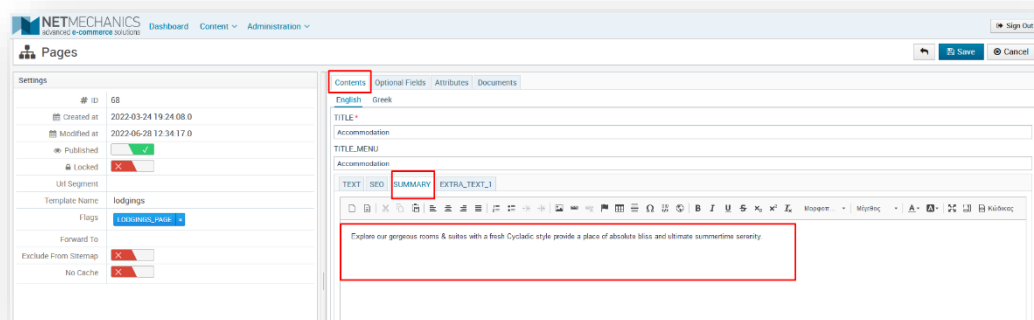 NETMECHANICS
advanced e-commerce solutions
Dashboard Content Administration
Sign Out
Pages
Save Cancel
Settings
# ID 68
Created at 2022-03-24 19:24:08.0
Modified at 2022-06-28 12:34:17.0
Published
Locked
Url Segment
Template Name lodgings
Flags LODGINGS_PAGE
Forward To
Exclude From Sitemap
No Cache
Contents Optional Fields Attributes Documents
English Greek
TITLE *
Accommodation
TITLE_MENU
Accommodation
TEXT SEO SUMMARY EXTRA_TEXT_1
B I U S x₂ x² Ix Μορφοπ... Μέγεθος A Κώδικας
Explore our gorgeous rooms & suites with a fresh Cycladic style provide a place of absolute bliss and ultimate summertime serenity.